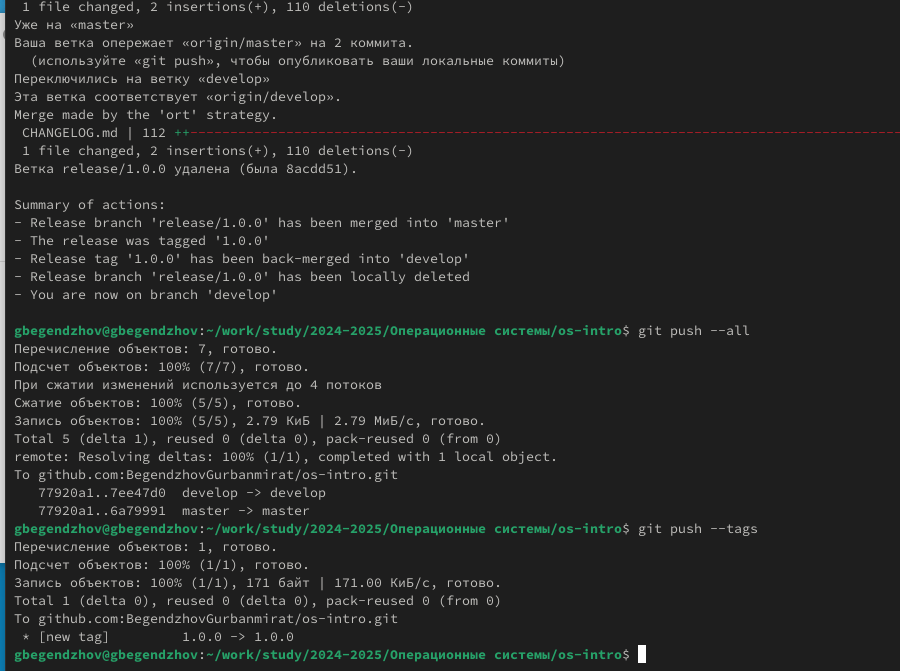 1 file changed, 2 insertions(+), 110 deletions(-)
Уже на «master»
Ваша ветка опережает «origin/master» на 2 коммита.
(используйте «git push», чтобы опубликовать ваши локальные коммиты)
Переключились на ветку «develop»
Эта ветка соответствует «origin/develop».
Merge made by the 'ort' strategy.
CHANGELOG.md | 112 ++--------------------------------------------------------------------------------------------
1 file changed, 2 insertions(+), 110 deletions(-)
Ветка release/1.0.0 удалена (была 8acdd51).
Summary of actions:
- Release branch 'release/1.0.0' has been merged into 'master'
- The release was tagged '1.0.0'
- Release tag '1.0.0' has been back-merged into 'develop'
- Release branch 'release/1.0.0' has been locally deleted
- You are now on branch 'develop'
gbegendzhov@gbegendzhov:~/work/study/2024-2025/Операционные системы/os-intro$ git push --all
Перечисление объектов: 7, готово.
Подсчет объектов: 100% (7/7), готово.
При сжатии изменений используется до 4 потоков
Сжатие объектов: 100% (5/5), готово.
Запись объектов: 100% (5/5), 2.79 КиБ | 2.79 МиБ/с, готово.
Total 5 (delta 1), reused 0 (delta 0), pack-reused 0 (from 0)
remote: Resolving deltas: 100% (1/1), completed with 1 local object.
To github.com:BegendzhovGurbanmirat/os-intro.git
77920a1..7ee47d0  develop -> develop
77920a1..6a79991  master -> master
gbegendzhov@gbegendzhov:~/work/study/2024-2025/Операционные системы/os-intro$ git push --tags
Перечисление объектов: 1, готово.
Подсчет объектов: 100% (1/1), готово.
Запись объектов: 100% (1/1), 171 байт | 171.00 КиБ/с, готово.
Total 1 (delta 0), reused 0 (delta 0), pack-reused 0 (from 0)
To github.com:BegendzhovGurbanmirat/os-intro.git
* [new tag]         1.0.0 -> 1.0.0
gbegendzhov@gbegendzhov:~/work/study/2024-2025/Операционные системы/os-intro$